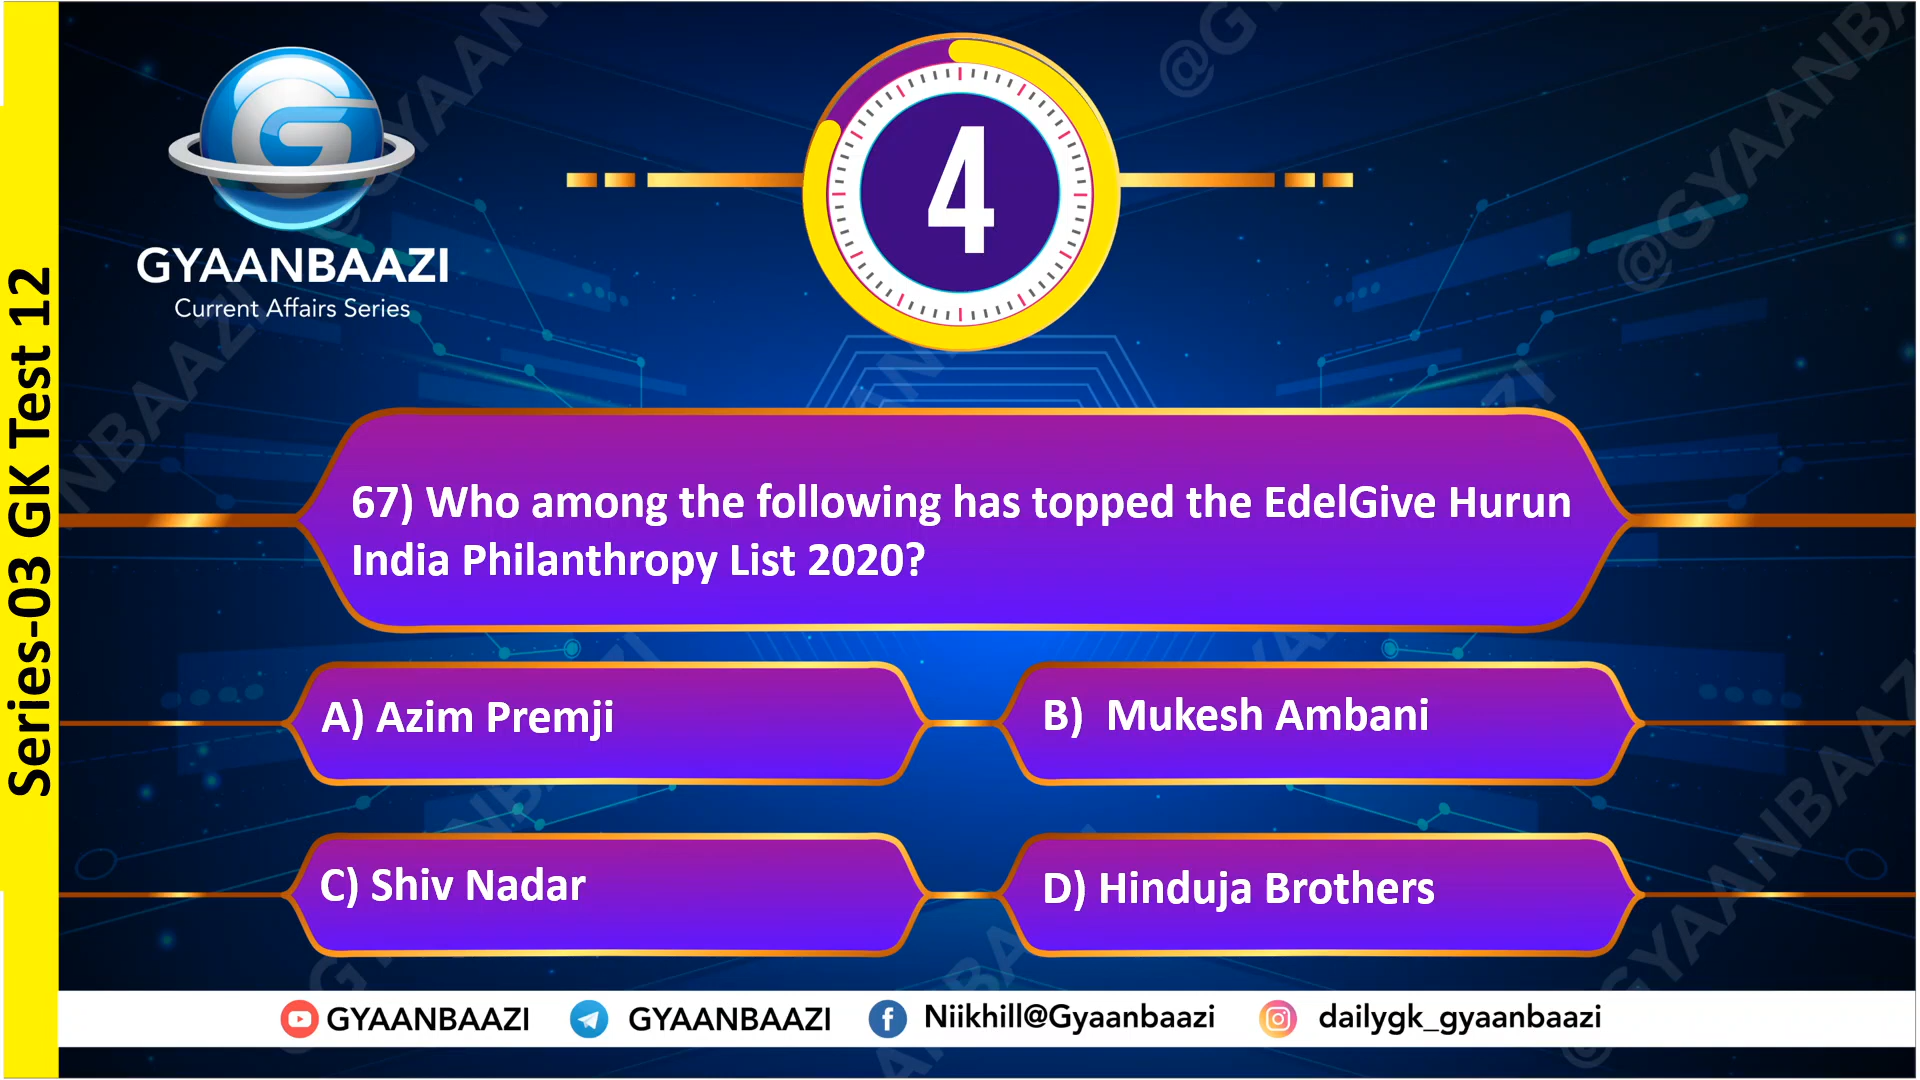 GYAANBAAZI
Current Affairs Series
4
Series-03 GK Test 12
67) Who among the following has topped the EdelGive Hurun
India Philanthropy List 2020?
A) Azim Premji
B) Mukesh Ambani
C) Shiv Nadar
D) Hinduja Brothers
GYAANBAAZI GYAANBAAZI Niikhill@Gyaanbaazi dailygk_gyaanbaazi
@GYAANBAAZI